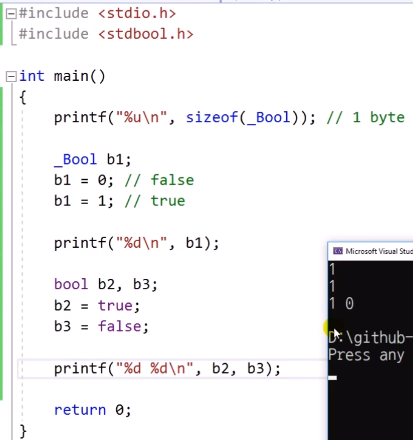 #include <stdio.h>
#include <stdbool.h>
int main()
{
printf("%u\n", sizeof(_Bool)); // 1 byte
_Bool b1;
b1 = 0; // false
b1 = 1; // true
printf("%d\n", b1);
bool b2, b3;
b2 = true;
b3 = false;
printf("%d %d\n", b2, b3);
return 0;
}
Microsoft Visual Stud
1
1
1 0
D:\github-
Press any